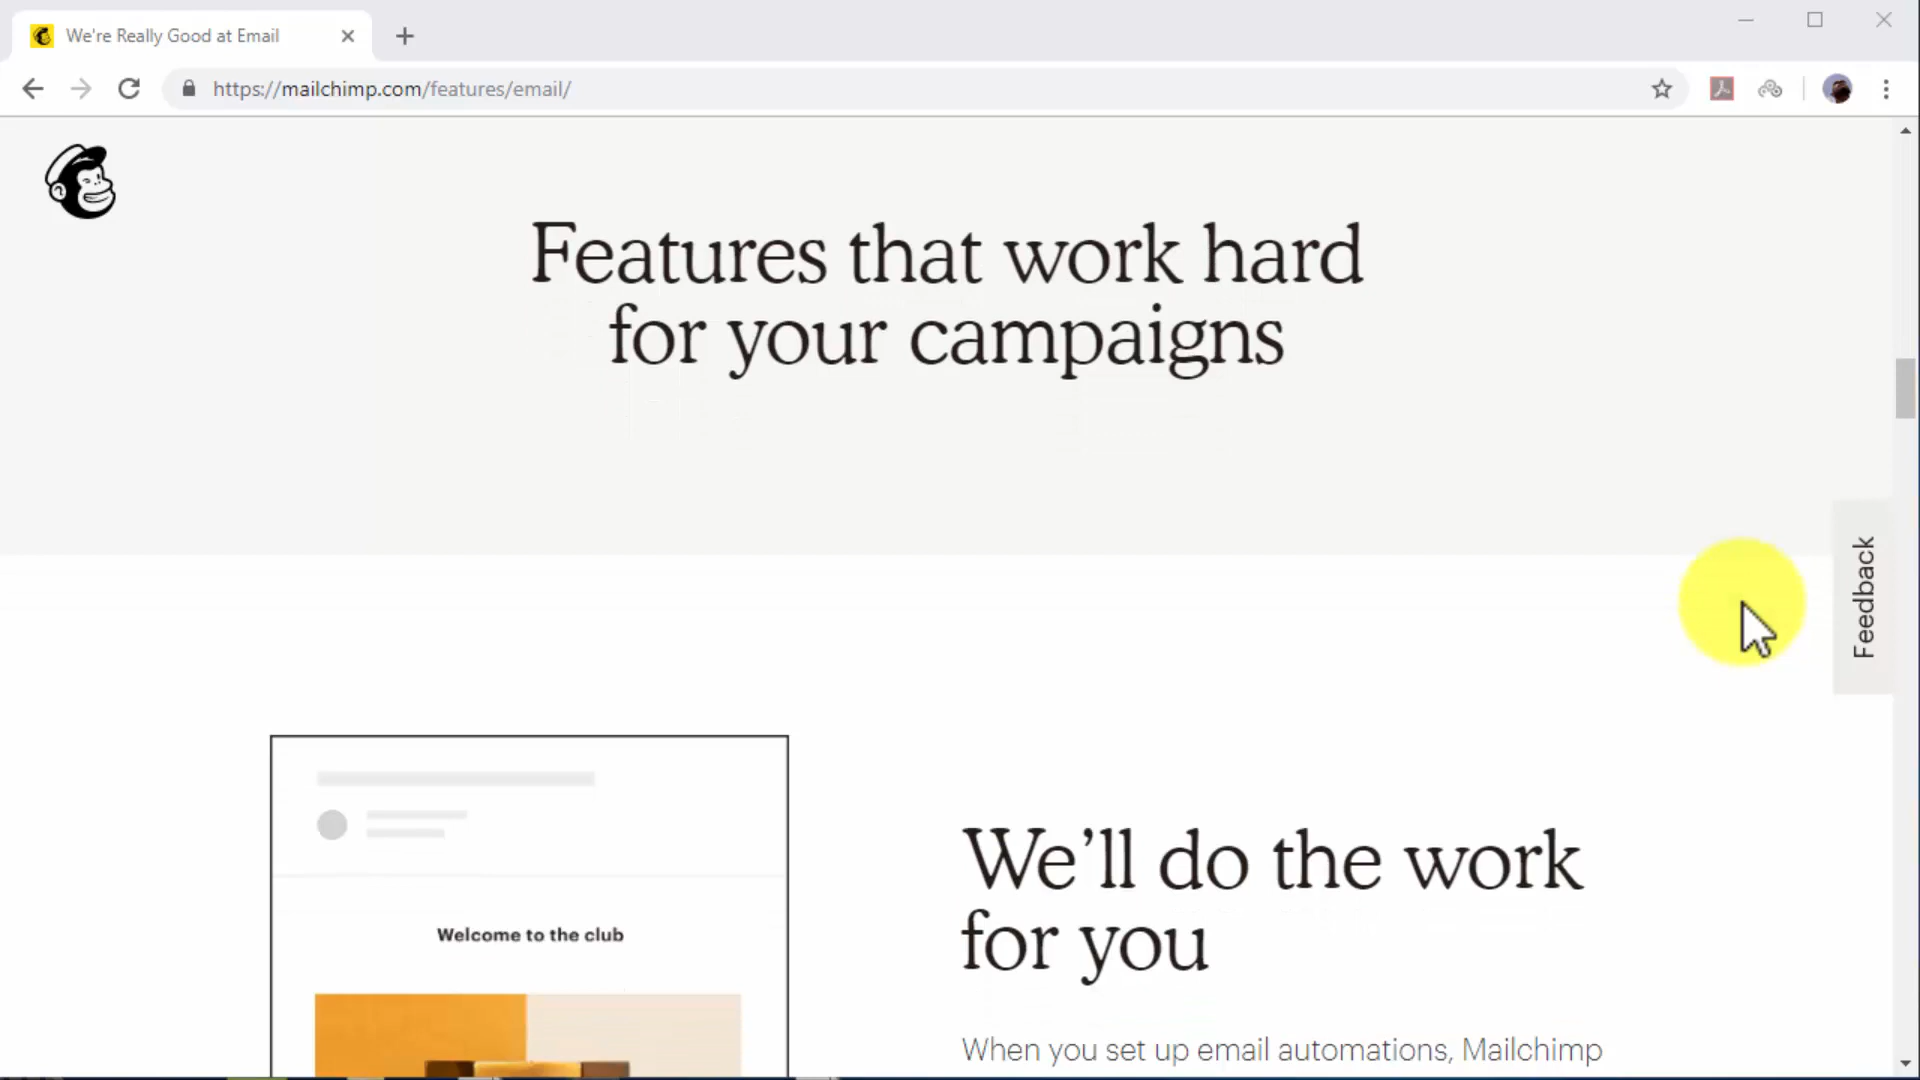 We're Really Good at Email
https://mailchimp.com/features/email/
Features that work hard
for your campaigns
Feedback
Welcome to the club
We’ll do the work
for you
When you set up email automations, Mailchimp